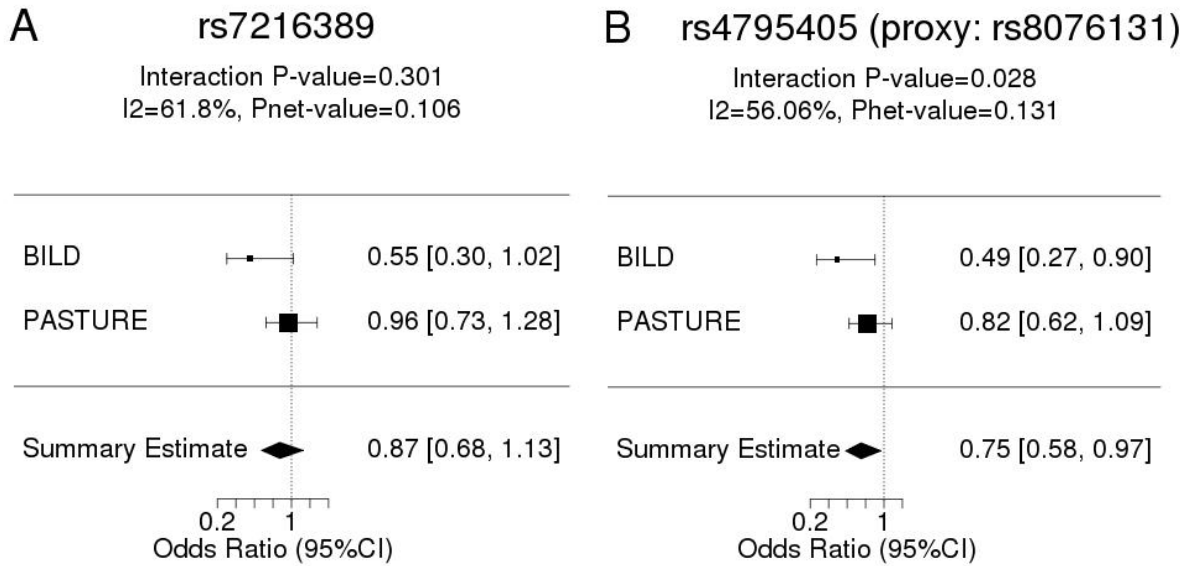 A
rs7216389
Interaction P-value=0.301
I2=61.8%, Pnet-value=0.106
BILD 0.55 [0.30, 1.02]
PASTURE 0.96 [0.73, 1.28]
Summary Estimate 0.87 [0.68, 1.13]
0.2 1
Odds Ratio (95%CI)
B
rs4795405 (proxy: rs8076131)
Interaction P-value=0.028
I2=56.06%, Phet-value=0.131
BILD 0.49 [0.27, 0.90]
PASTURE 0.82 [0.62, 1.09]
Summary Estimate 0.75 [0.58, 0.97]
0.2 1
Odds Ratio (95%CI)